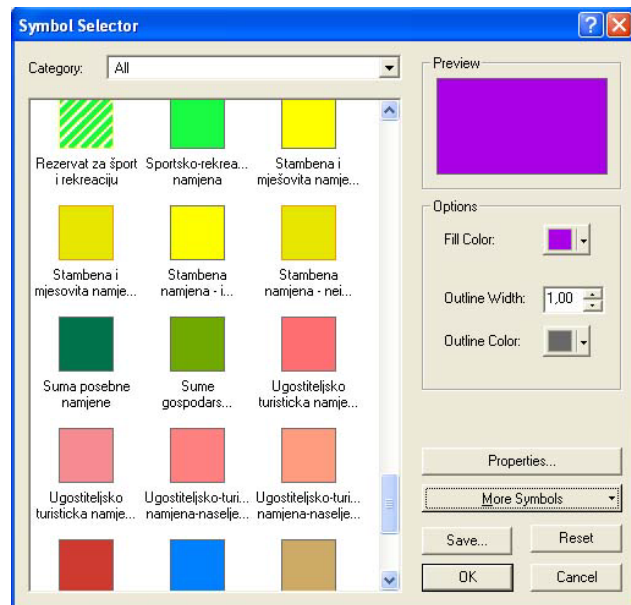 Symbol Selector
Category:
All
Rezervat za šport
i rekreaciju
Sportsko-rekrea...
namjena
Stambena i
mješovita namje...
Stambena i
mjesovita namje...
Stambena
namjena - i...
Stambena
namjena - nei...
Suma posebne
namjene
Sume
gospodars...
Ugostiteljsko
turisticka namje...
Ugostiteljsko
turisticka namje...
Ugostiteljsko-turi...
namjena-naselje...
Ugostiteljsko-turi...
namjena-naselje...
Preview
Options
Fill Color:
Outline Width:
1,00
Outline Color:
Properties...
More Symbols
Save...
Reset
OK
Cancel